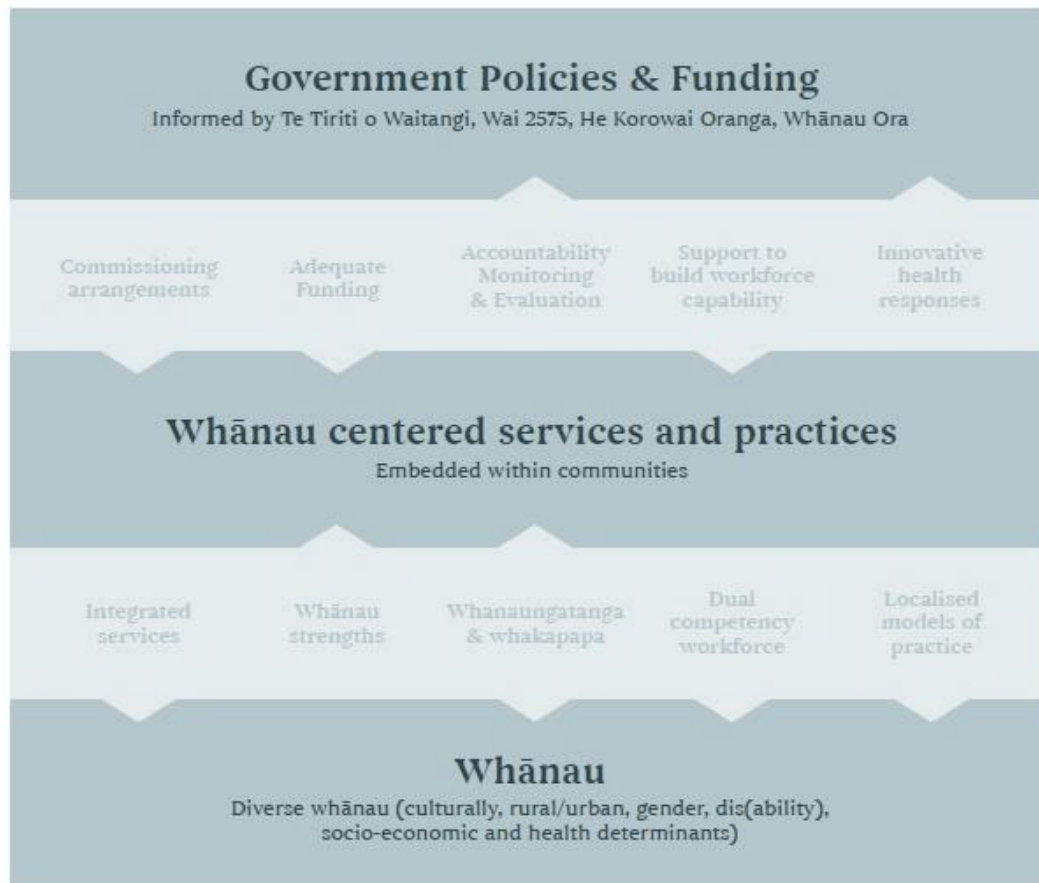 Government Policies & Funding
Informed by Te Tiriti o Waitangi, Wai 2575, He Korowai Oranga, Whānau Ora
Commissioning
arrangements
Adequate
Funding
Accountability
Monitoring
& Evaluation
Support to
build workforce
capability
Innovative
health
responses
Whānau centered services and practices
Embedded within communities
Integrated
services
Whānau
strengths
Whanaungatanga
& whakapapa
Dual
competency
workforce
Localised
models of
practice
Whānau
Diverse whānau (culturally, rural/urban, gender, dis(ability),
socio-economic and health determinants)